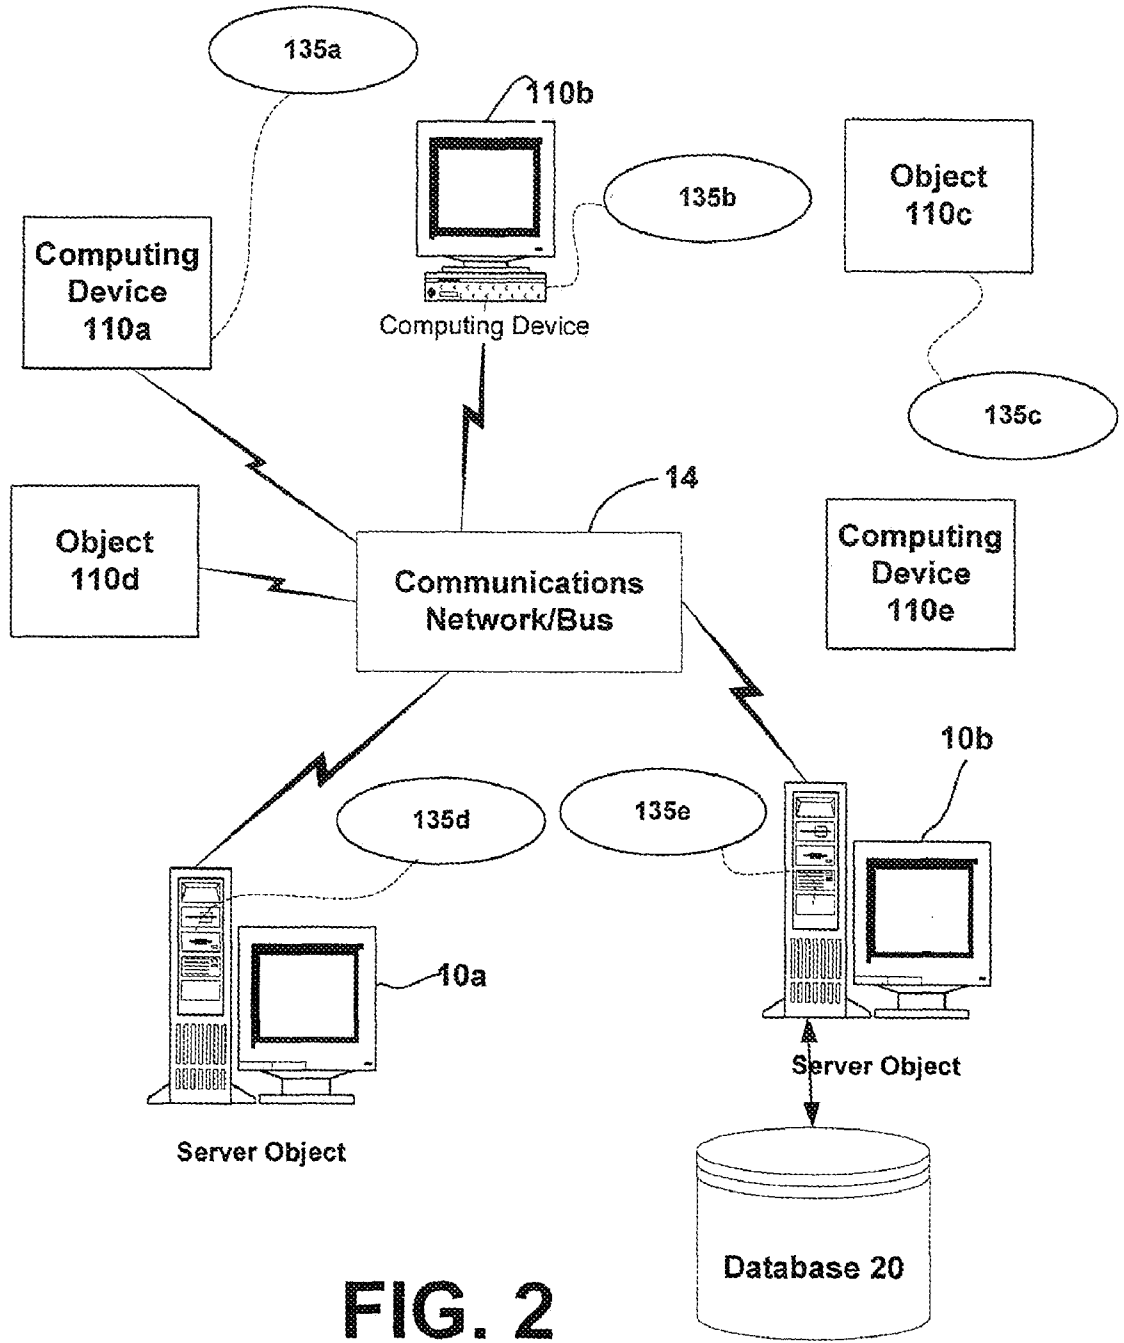 135a
110b
135b
Object
110c
Computing
Device
110a
Computing Device
135c
14
Object
110d
Communications
Network/Bus
Computing
Device
110e
10b
135d
135e
10a
Server Object
Server Object
Database 20
FIG. 2